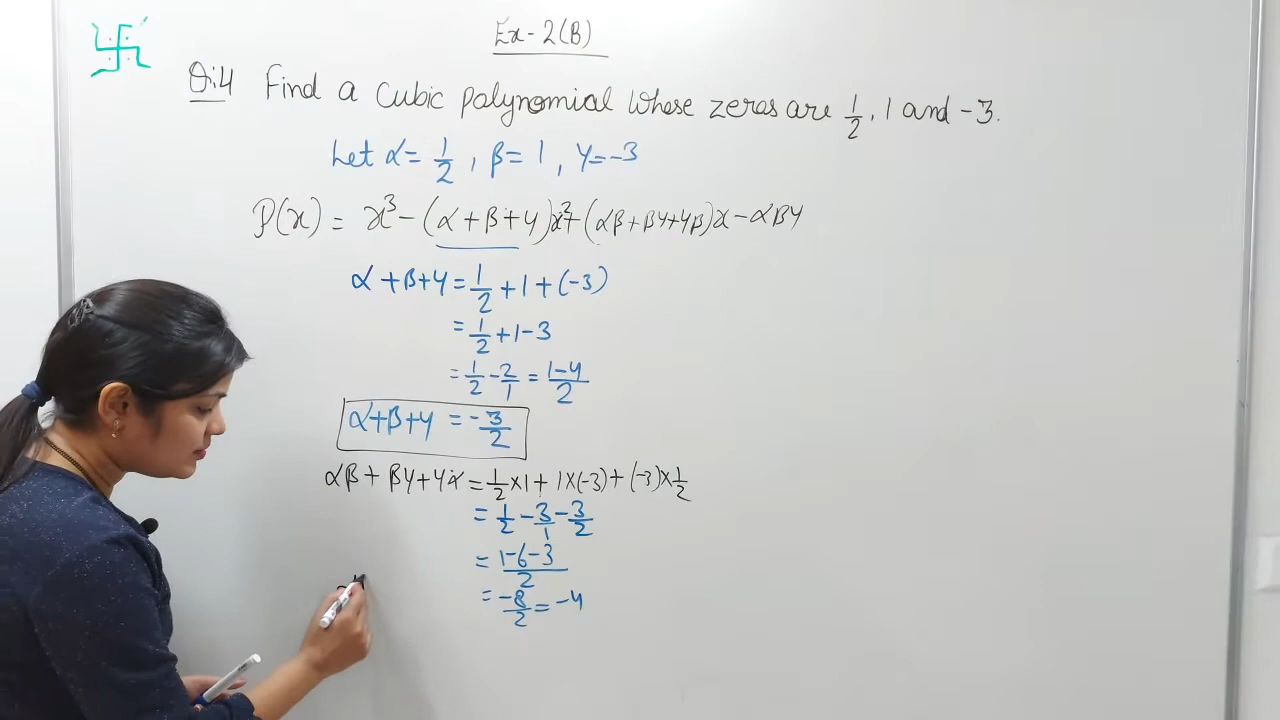 Ex-2(B)
Q:4 Find a cubic polynomial whose zeros are 1/2, 1 and -3.
Let α = 1/2, β = 1, γ = -3
P(x) = x³ - (α + β + γ)x² + (αβ + βγ + γβ)x - αβγ
α + β + γ = 1/2 + 1 + (-3)
= 1/2 + 1 - 3
= 1/2 - 2/1 = (1-4)/2
α + β + γ = -3/2
αβ + βγ + γα = 1/2 × 1 + 1 × (-3) + (-3) × 1/2
= 1/2 - 3/1 - 3/2
= (1-6-3)/2
= -8/2 = -4